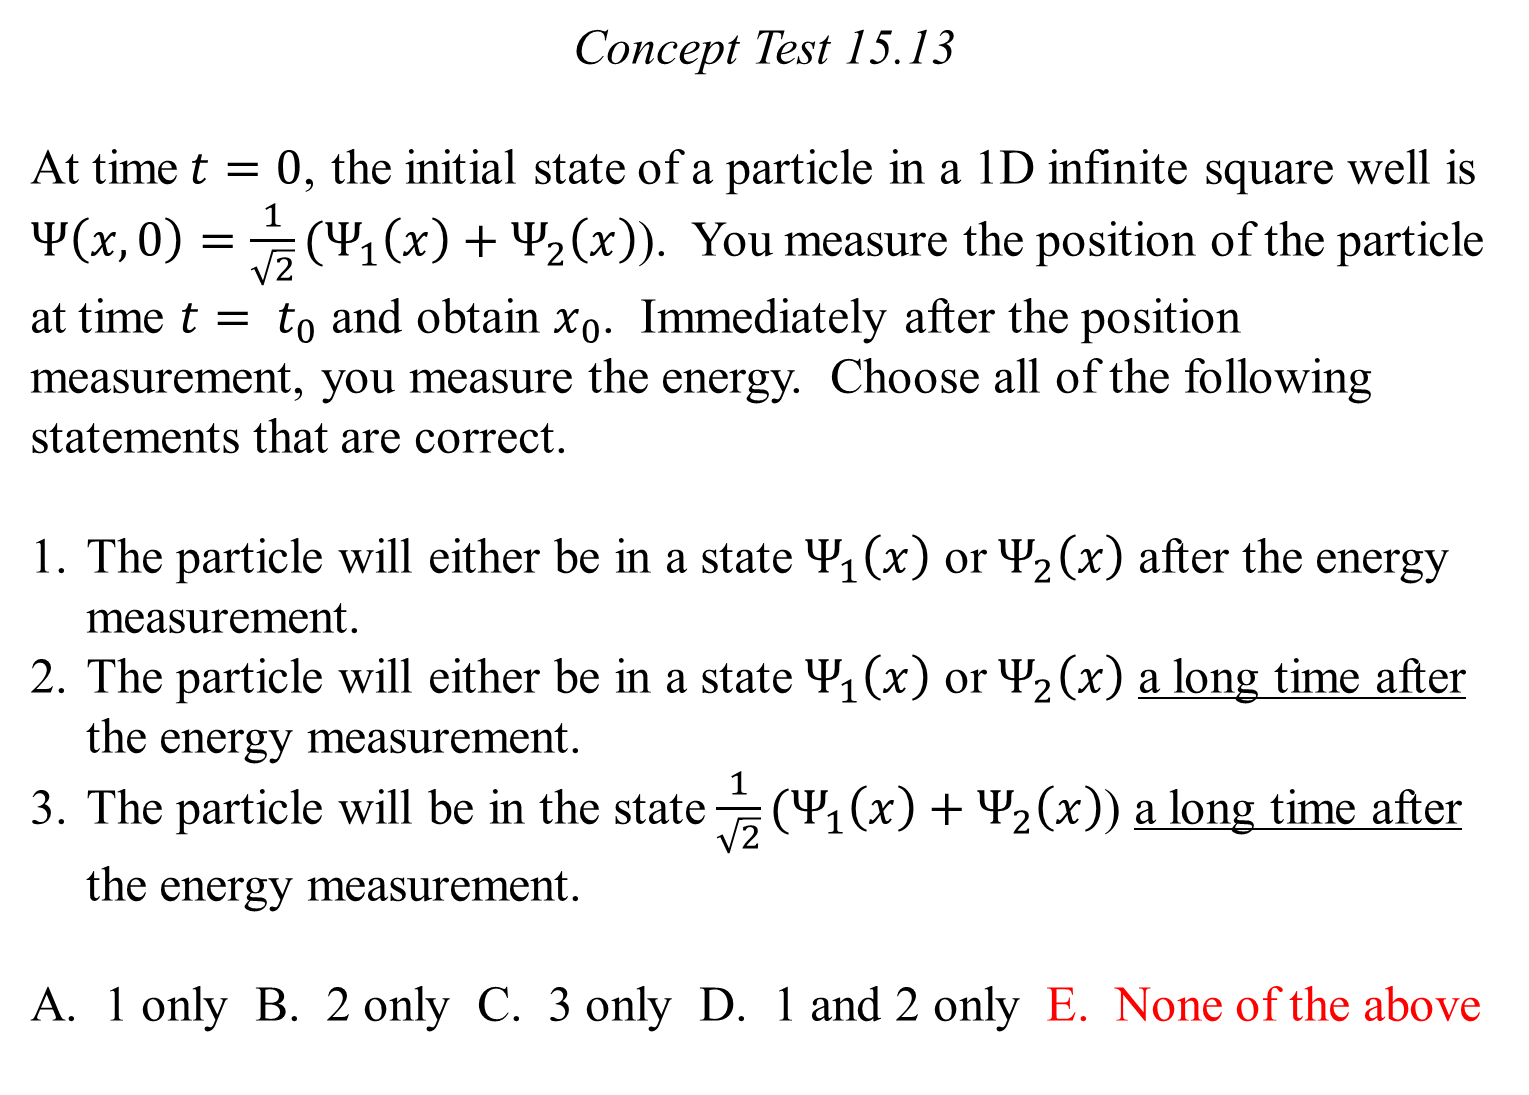 Concept Test 15.13
At time t = 0, the initial state of a particle in a 1D infinite square well is
Ψ(x, 0) = 1/√2 (Ψ₁(x) + Ψ₂(x)). You measure the position of the particle
at time t = t₀ and obtain x₀. Immediately after the position
measurement, you measure the energy. Choose all of the following
statements that are correct.
1. The particle will either be in a state Ψ₁(x) or Ψ₂(x) after the energy
measurement.
2. The particle will either be in a state Ψ₁(x) or Ψ₂(x) a long time after
the energy measurement.
3. The particle will be in the state 1/√2 (Ψ₁(x) + Ψ₂(x)) a long time after
the energy measurement.
A. 1 only B. 2 only C. 3 only D. 1 and 2 only E. None of the above